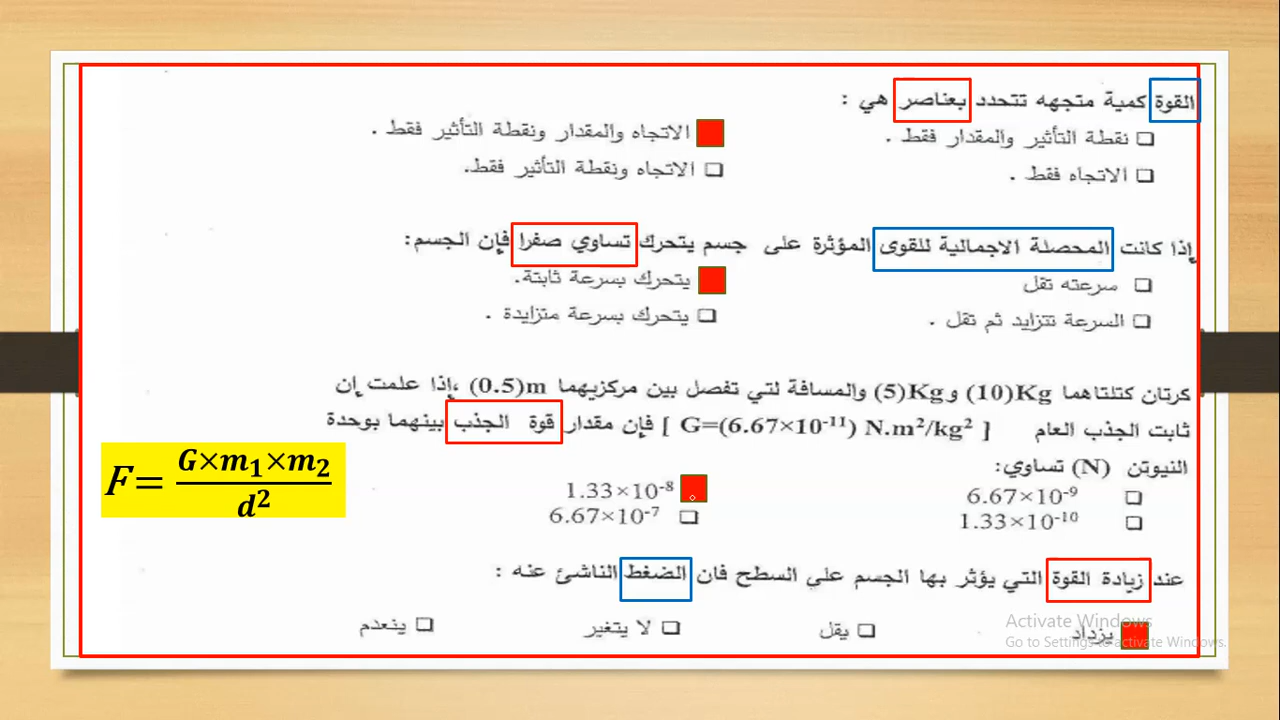 القوة كمية متجهه تتحدد بعناصر هي :
❑ نقطة التأثير والمقدار فقط . الاتجاه والمقدار ونقطة التأثير فقط .
❑ الاتجاه فقط . ❑ الاتجاه ونقطة التأثير فقط.
إذا كانت المحصلة الاجمالية للقوى المؤثرة على جسم يتحرك تساوي صفرا فإن الجسم:
❑ سرعته تقل يتحرك بسرعة ثابتة.
❑ السرعة تتزايد ثم تقل . ❑ يتحرك بسرعة متزايدة .
كرتان كتلتاهما (10)Kg و(5)Kg والمسافة لتي تفصل بين مركزيهما (0.5)m ،إذا علمت إن
ثابت الجذب العام [ G=(6.67×10⁻¹¹) N.m²/kg² ] فإن مقدار قوة الجذب بينهما بوحدة
النيوتن (N) تساوي:
❑ 6.67×10⁻⁹ 1.33×10⁻⁸
❑ 1.33×10⁻¹⁰ ❑ 6.67×10⁻⁷
F= G×m₁×m₂ / d²
عند زيادة القوة التي يؤثر بها الجسم علي السطح فان الضغط الناشئ عنه :
يزداد ❑ يقل ❑ لا يتغير ❑ ينعدم
Activate Windows
Go to Settings to activate Windows.